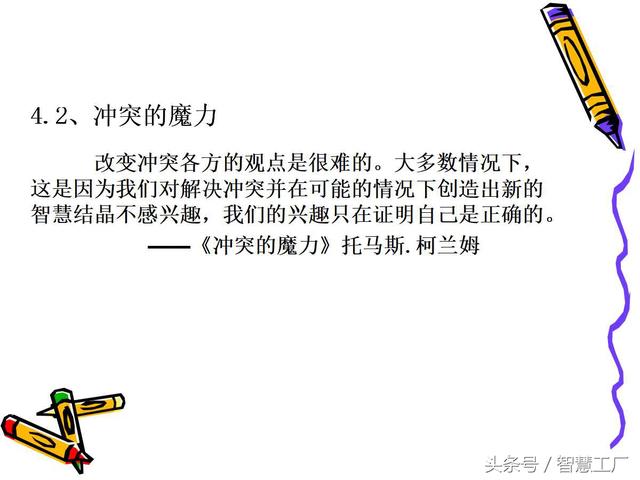 4.2、冲突的魔力
改变冲突各方的观点是很难的。大多数情况下，
这是因为我们对解决冲突并在可能的情况下创造出新的
智慧结晶不感兴趣，我们的兴趣只在证明自己是正确的。
——《冲突的魔力》托马斯.柯兰姆
头条号／智慧工厂